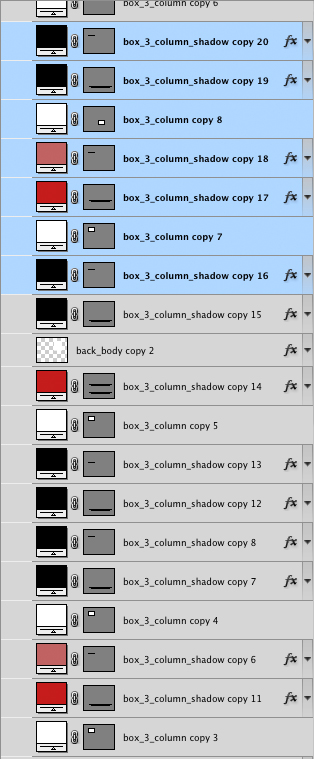 box_3_column copy 6
box_3_column_shadow copy 20 fx
box_3_column_shadow copy 19 fx
box_3_column copy 8
box_3_column_shadow copy 18 fx
box_3_column_shadow copy 17 fx
box_3_column copy 7
box_3_column_shadow copy 16 fx
box_3_column_shadow copy 15 fx
back_body copy 2 fx
box_3_column_shadow copy 14 fx
box_3_column copy 5
box_3_column_shadow copy 13 fx
box_3_column_shadow copy 12 fx
box_3_column_shadow copy 8 fx
box_3_column_shadow copy 7 fx
box_3_column copy 4
box_3_column_shadow copy 6 fx
box_3_column_shadow copy 11 fx
box_3_column copy 3